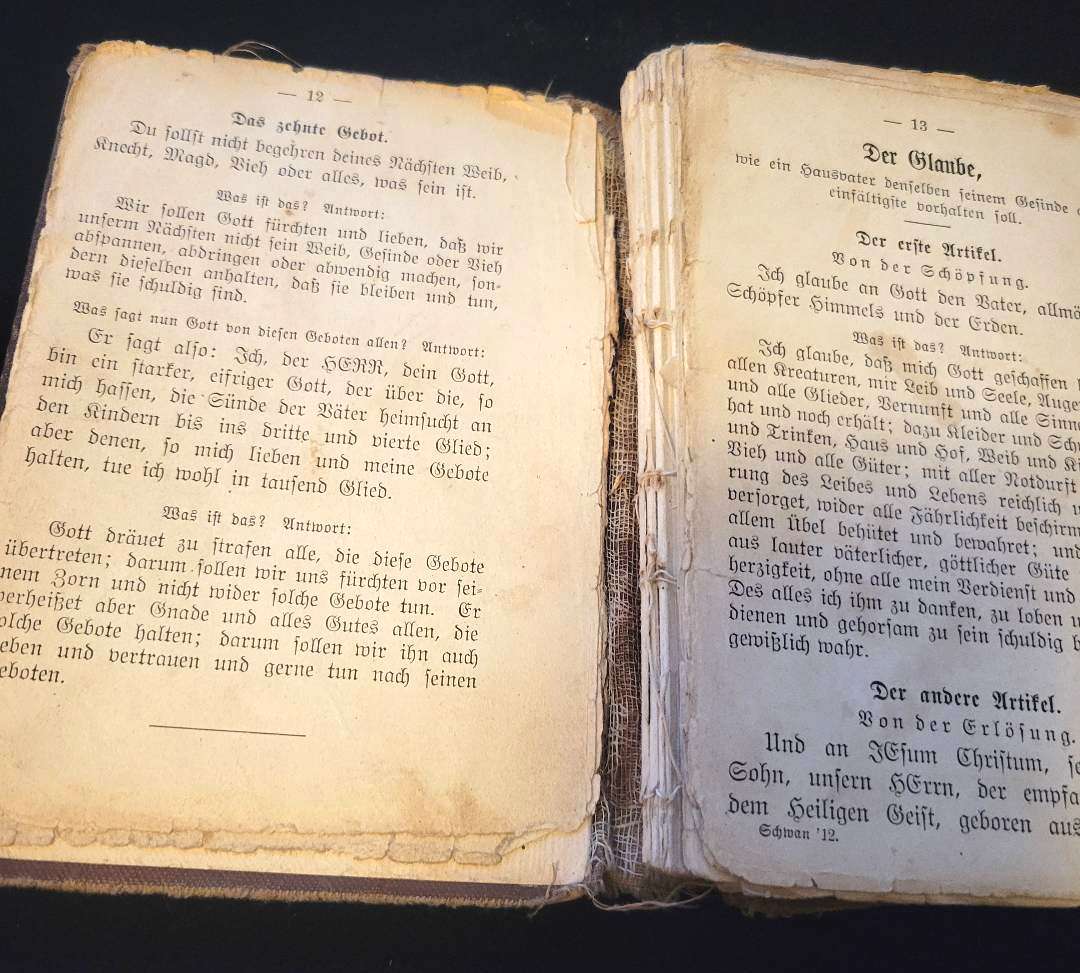 — 12 —
Das zehnte Gebot.
Du sollst nicht begehren deines Nächsten Weib,
Knecht, Magd, Vieh oder alles, was sein ist.
Was ist das? Antwort:
Wir sollen Gott fürchten und lieben, daß wir
unserm Nächsten nicht sein Weib, Gesinde oder Vieh
abspannen, abdringen oder abwendig machen, son-
dern dieselben anhalten, daß sie bleiben und tun,
was sie schuldig sind.
Was sagt nun Gott von diesen Geboten allen? Antwort:
Er sagt also: Ich, der HERR, dein Gott,
bin ein starker, eifriger Gott, der über die, so
mich hassen, die Sünde der Väter heimsucht an
den Kindern bis ins dritte und vierte Glied;
aber denen, so mich lieben und meine Gebote
halten, tue ich wohl in tausend Glied.
Was ist das? Antwort:
Gott dräuet zu strafen alle, die diese Gebote
übertreten; darum sollen wir uns fürchten vor sei-
nem Zorn und nicht wider solche Gebote tun. Er
verheißet aber Gnade und alles Gutes allen, die
olche Gebote halten; darum sollen wir ihn auch
eben und vertrauen und gerne tun nach seinen
eboten.
— 13 —
Der Glaube,
wie ein Hausvater denselben seinem Gesinde
einfältigste vorhalten soll.
Der erste Artikel.
Von der Schöpfung.
Ich glaube an Gott den Vater, allmä
Schöpfer Himmels und der Erden.
Was ist das? Antwort:
Ich glaube, daß mich Gott geschaffen
allen Kreaturen, mir Leib und Seele, Auge
und alle Glieder, Vernunft und alle Sinne
hat und noch erhält; dazu Kleider und Sch
und Trinken, Haus und Hof, Weib und Ki
Vieh und alle Güter; mit aller Notdurft
rung des Leibes und Lebens reichlich
versorget, wider alle Fährlichkeit beschirm
allem Übel behütet und bewahret; und
aus lauter väterlicher, göttlicher Güte
herzigkeit, ohne alle mein Verdienst und
Des alles ich ihm zu danken, zu loben
dienen und gehorsam zu sein schuldig b
gewißlich wahr.
Der andere Artikel.
Von der Erlösung.
Und an JEsum Christum, se
Sohn, unsern HErrn, der empfa
dem Heiligen Geist, geboren aus
Schwan '12.